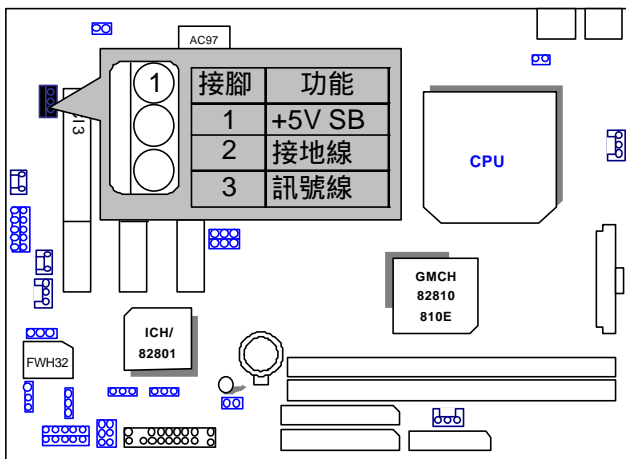 AC97
1
接腳 功能
1 +5V SB
2 接地線
3 訊號線
CPU
GMCH
82810
810E
ICH/
82801
FWH32